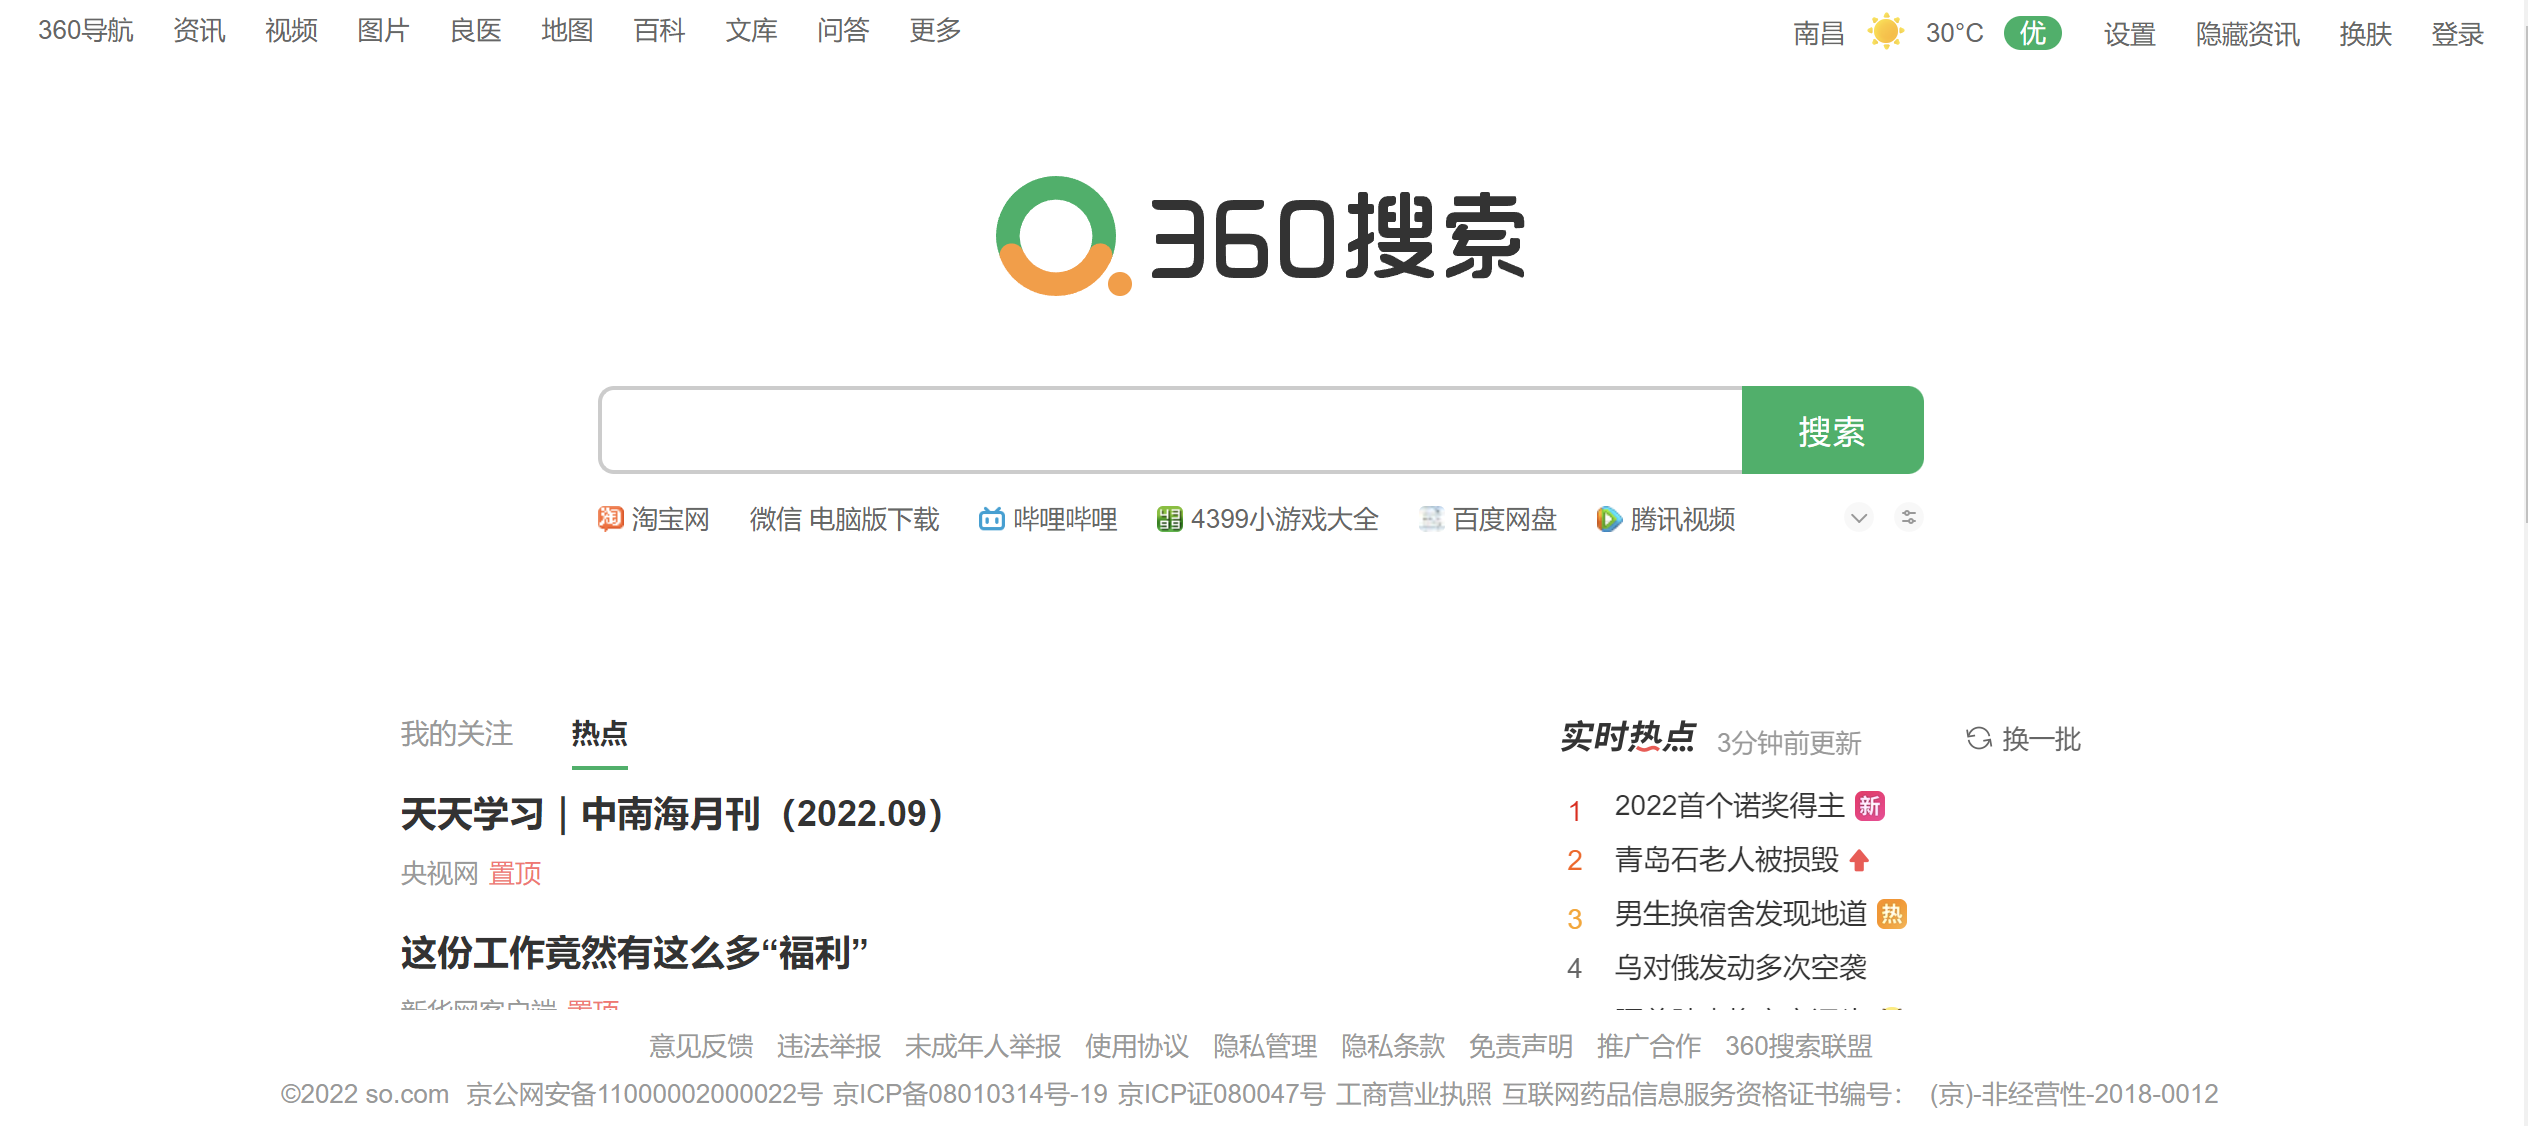 360导航 资讯 视频 图片 良医 地图 百科 文库 问答 更多 南昌 30°C 优 设置 隐藏资讯 换肤 登录
360搜索
搜索
淘宝网 微信 电脑版下载 哔哩哔哩 4399小游戏大全 百度网盘 腾讯视频
我的关注 热点
天天学习｜中南海月刊（2022.09）
央视网 置顶
这份工作竟然有这么多“福利”
新华网客户端 置顶
实时热点 3分钟前更新 换一批
1 2022首个诺奖得主 新
2 青岛石老人被损毁
3 男生换宿舍发现地道 热
4 乌对俄发动多次空袭
意见反馈 违法举报 未成年人举报 使用协议 隐私管理 隐私条款 免责声明 推广合作 360搜索联盟
©2022 so.com 京公网安备11000002000022号 京ICP备08010314号-19 京ICP证080047号 工商营业执照 互联网药品信息服务资格证书编号： (京)-非经营性-2018-0012